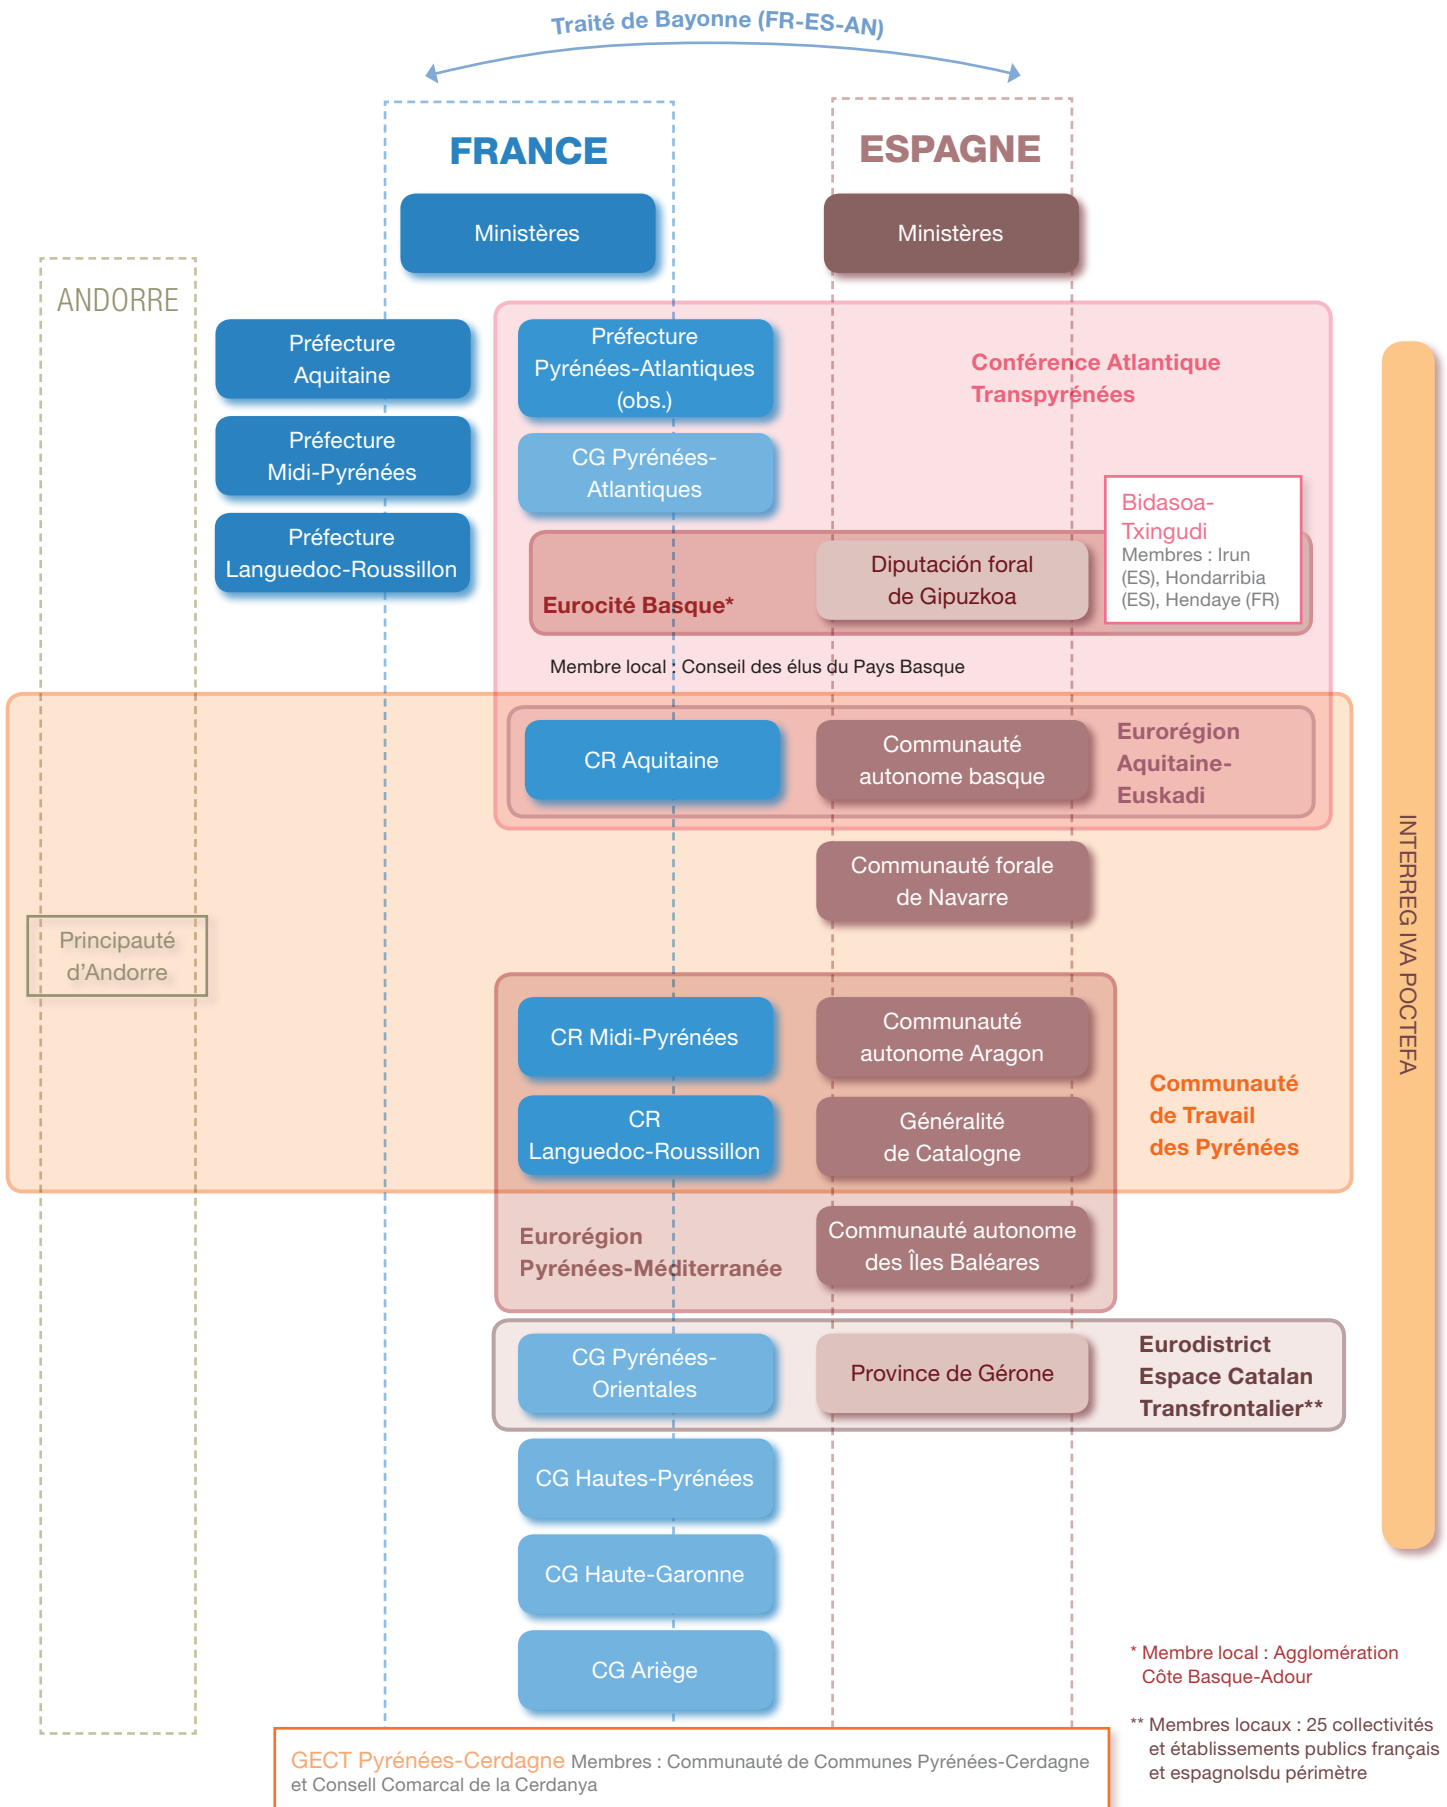 Traité de Bayonne (FR-ES-AN)
FRANCE
ESPAGNE
Ministères
Ministères
ANDORRE
Préfecture
Aquitaine
Préfecture
Midi-Pyrénées
Préfecture
Languedoc-Roussillon
Préfecture
Pyrénées-Atlantiques
(obs.)
Conférence Atlantique
Transpyrénées
CG Pyrénées-
Atlantiques
Bidasoa-
Txingudi
Membres : Irun
(ES), Hondarribia
(ES), Hendaye (FR)
Eurocité Basque*
Diputación foral
de Gipuzkoa
Membre local : Conseil des élus du Pays Basque
CR Aquitaine
Communauté
autonome basque
Eurorégion
Aquitaine-
Euskadi
Communauté forale
de Navarre
Principauté
d'Andorre
CR Midi-Pyrénées
Communauté
autonome Aragon
CR
Languedoc-Roussillon
Généralité
de Catalogne
Communauté
de Travail
des Pyrénées
INTERREG IVA POCTEFA
Eurorégion
Pyrénées-Méditerranée
Communauté autonome
des Îles Baléares
CG Pyrénées-
Orientales
Province de Gérone
Eurodistrict
Espace Catalan
Transfrontalier**
CG Hautes-Pyrénées
CG Haute-Garonne
CG Ariège
* Membre local : Agglomération
Côte Basque-Adour
** Membres locaux : 25 collectivités
et établissements publics français
et espagnolsdu périmètre
GECT Pyrénées-Cerdagne Membres : Communauté de Communes Pyrénées-Cerdagne
et Consell Comarcal de la Cerdanya